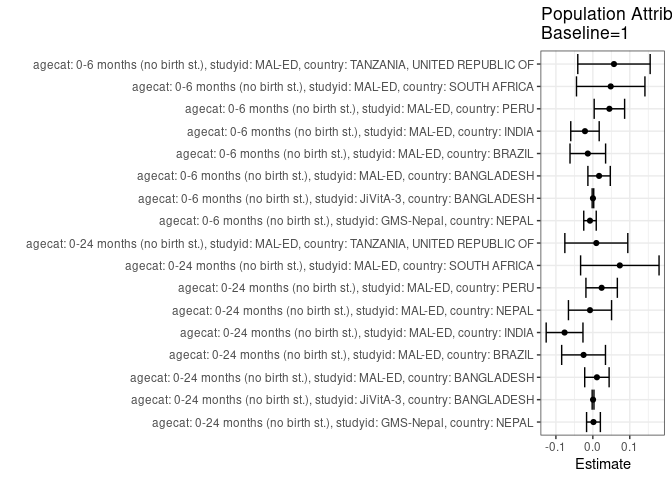 Population Attrib
Baseline=1
agecat: 0-6 months (no birth st.), studyid: MAL-ED, country: TANZANIA, UNITED REPUBLIC OF
agecat: 0-6 months (no birth st.), studyid: MAL-ED, country: SOUTH AFRICA
agecat: 0-6 months (no birth st.), studyid: MAL-ED, country: PERU
agecat: 0-6 months (no birth st.), studyid: MAL-ED, country: INDIA
agecat: 0-6 months (no birth st.), studyid: MAL-ED, country: BRAZIL
agecat: 0-6 months (no birth st.), studyid: MAL-ED, country: BANGLADESH
agecat: 0-6 months (no birth st.), studyid: JiVitA-3, country: BANGLADESH
agecat: 0-6 months (no birth st.), studyid: GMS-Nepal, country: NEPAL
agecat: 0-24 months (no birth st.), studyid: MAL-ED, country: TANZANIA, UNITED REPUBLIC OF
agecat: 0-24 months (no birth st.), studyid: MAL-ED, country: SOUTH AFRICA
agecat: 0-24 months (no birth st.), studyid: MAL-ED, country: PERU
agecat: 0-24 months (no birth st.), studyid: MAL-ED, country: NEPAL
agecat: 0-24 months (no birth st.), studyid: MAL-ED, country: INDIA
agecat: 0-24 months (no birth st.), studyid: MAL-ED, country: BRAZIL
agecat: 0-24 months (no birth st.), studyid: MAL-ED, country: BANGLADESH
agecat: 0-24 months (no birth st.), studyid: JiVitA-3, country: BANGLADESH
agecat: 0-24 months (no birth st.), studyid: GMS-Nepal, country: NEPAL
-0.1 0.0 0.1
Estimate